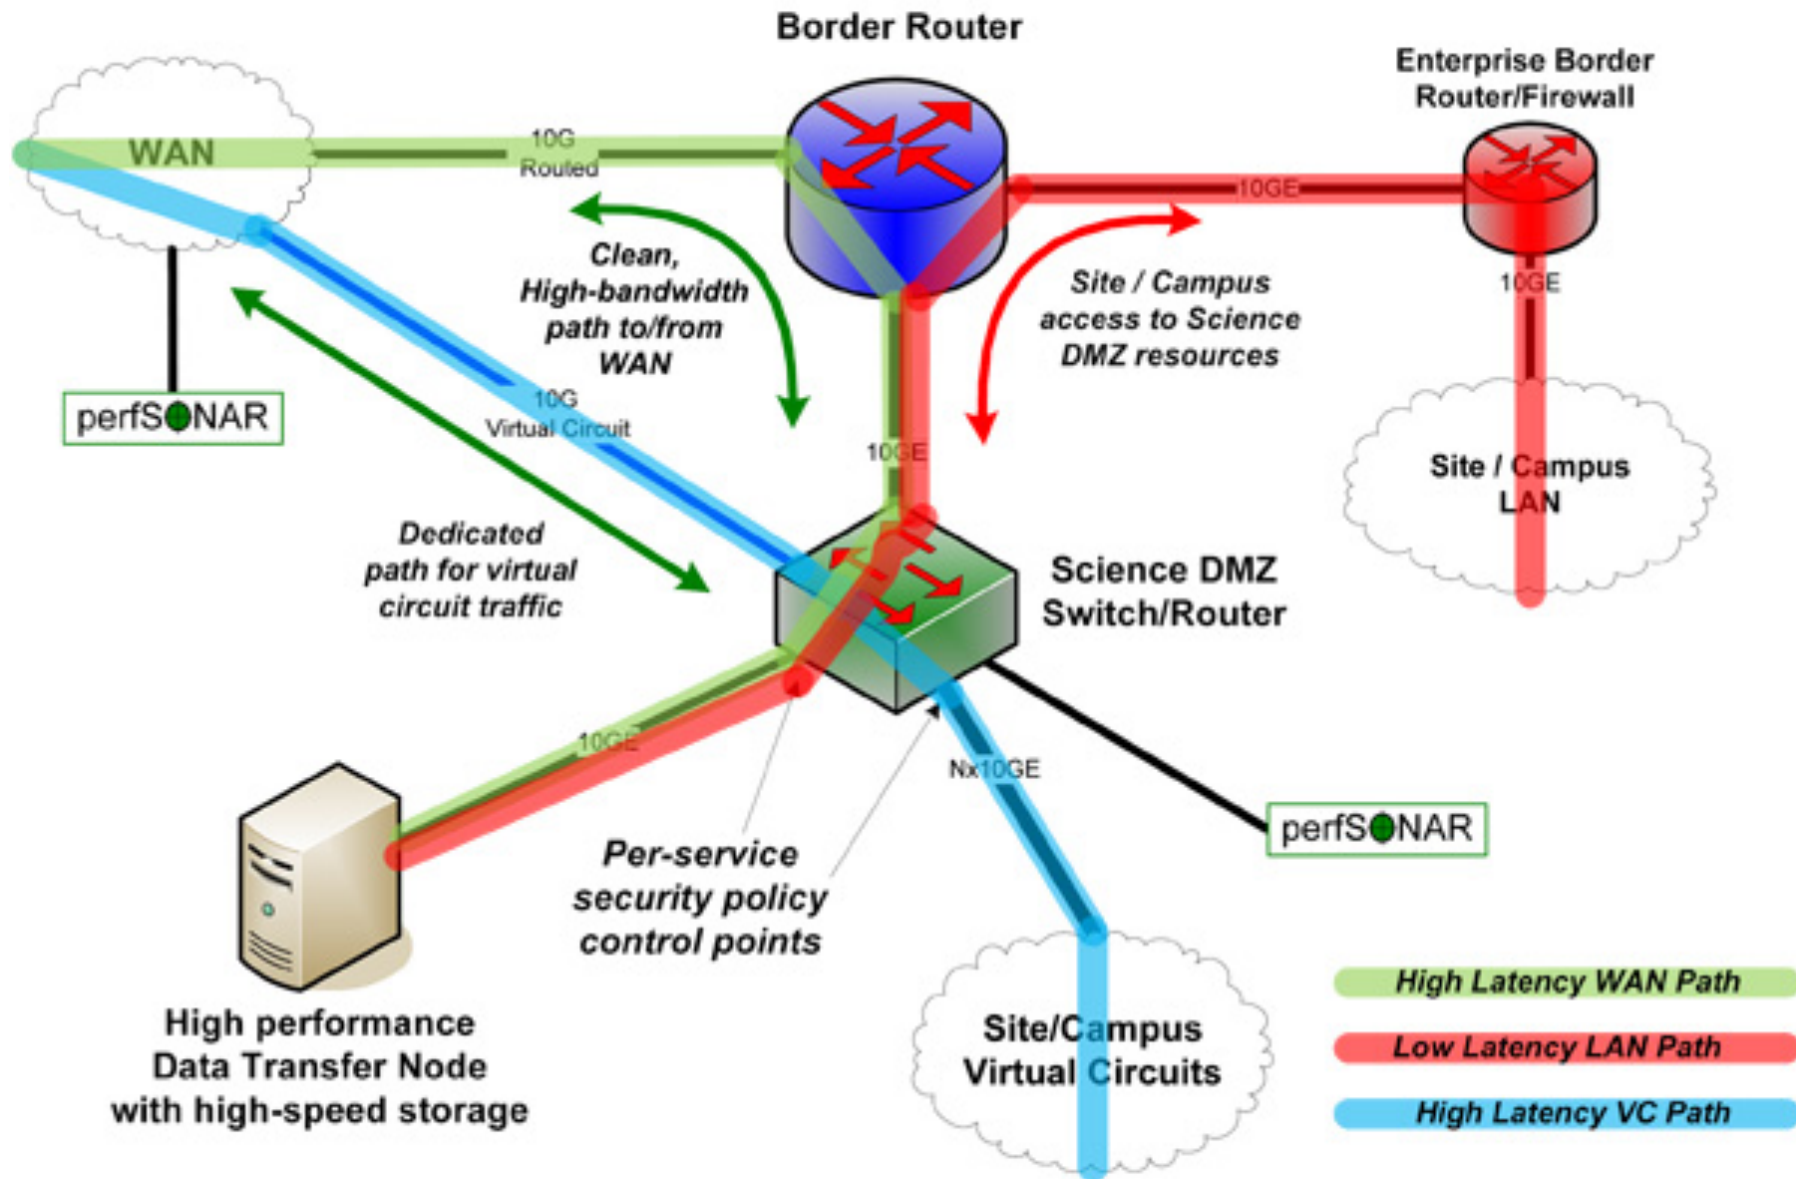 Border Router
Enterprise Border
Router/Firewall
WAN
10G
Routed
10GE
10GE
Clean,
High-bandwidth
path to/from
WAN
Site / Campus
access to Science
DMZ resources
perfSONAR
10G
Virtual Circuit
10GE
Site / Campus
LAN
Dedicated
path for virtual
circuit traffic
Science DMZ
Switch/Router
10GE
Nx10GE
perfSONAR
Per-service
security policy
control points
High performance
Data Transfer Node
with high-speed storage
Site/Campus
Virtual Circuits
High Latency WAN Path
Low Latency LAN Path
High Latency VC Path